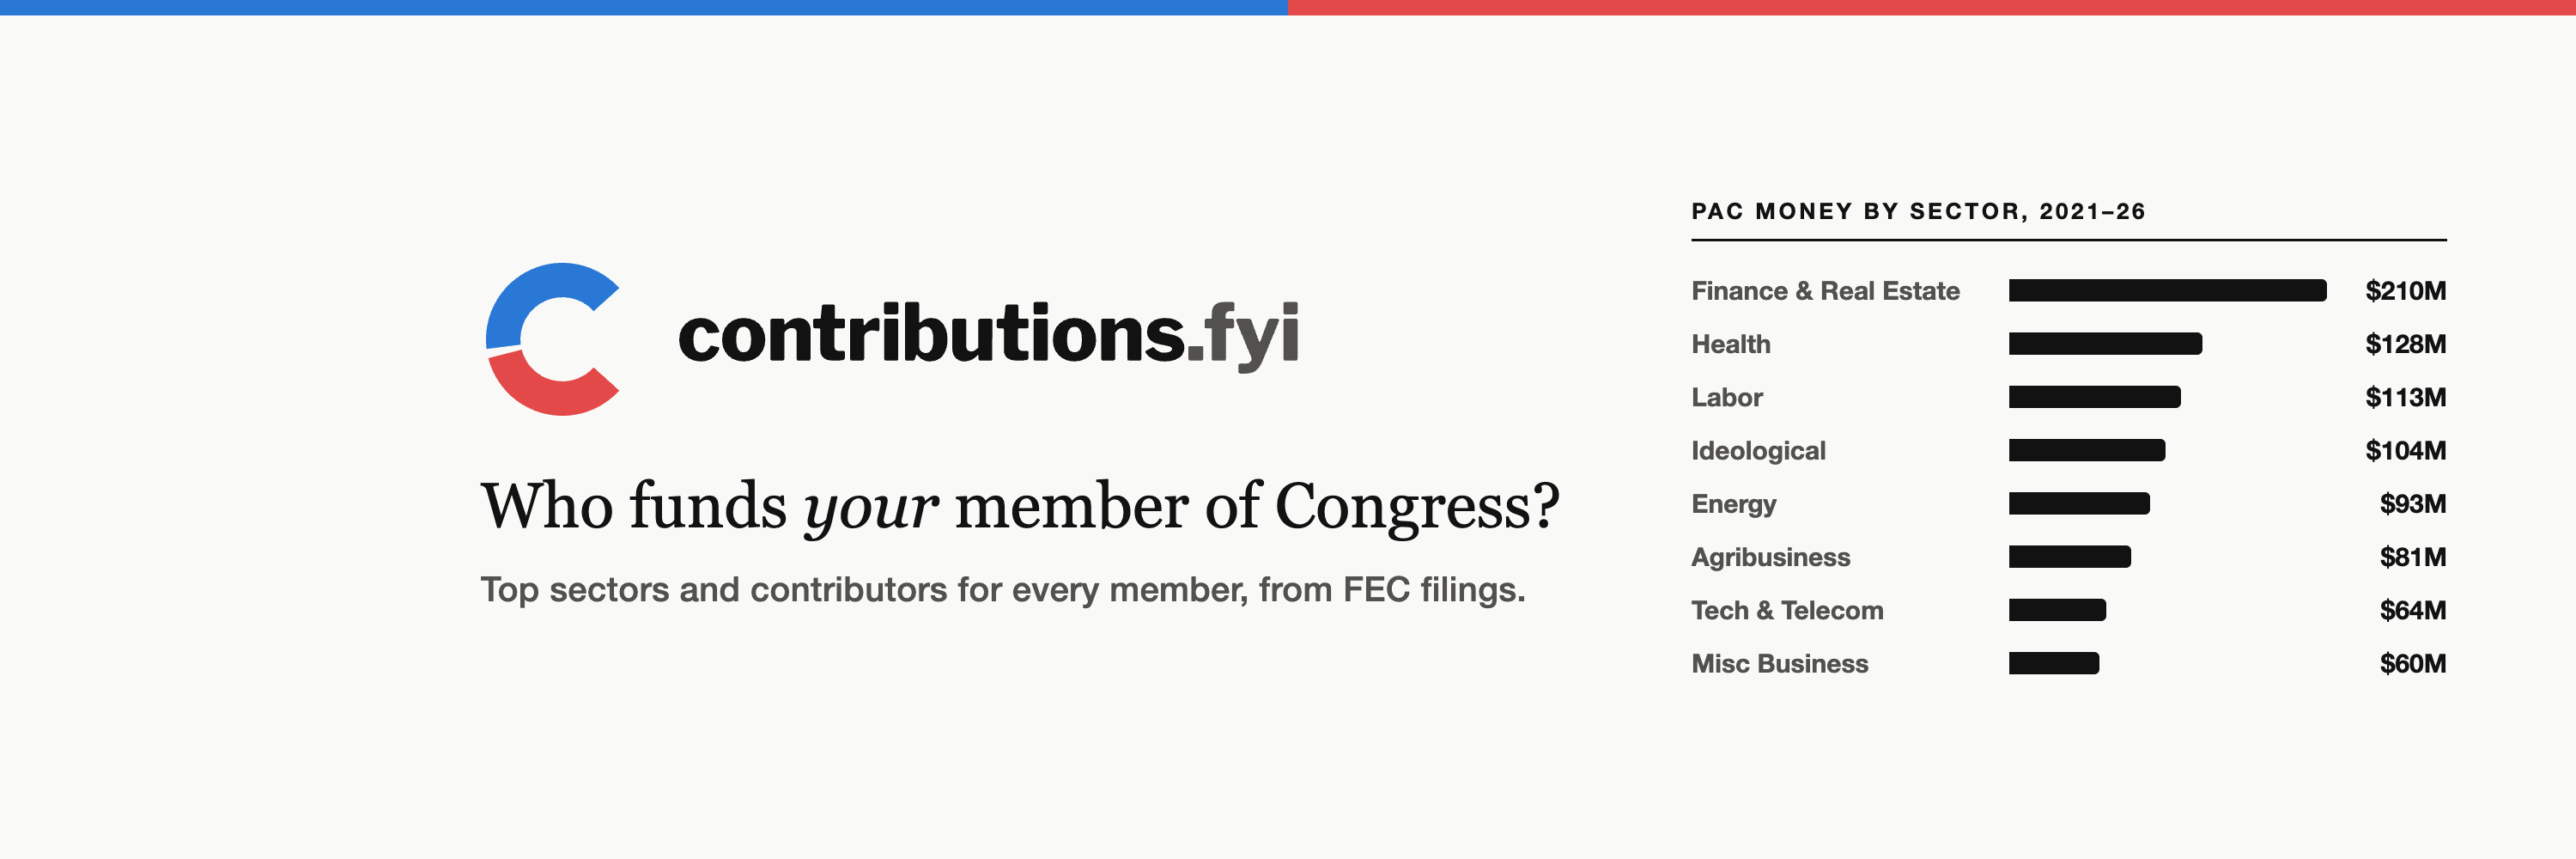 contributions.fyi
Who funds your member of Congress?
Top sectors and contributors for every member, from FEC filings.
PAC MONEY BY SECTOR, 2021–26
Finance & Real Estate $210M
Health $128M
Labor $113M
Ideological $104M
Energy $93M
Agribusiness $81M
Tech & Telecom $64M
Misc Business $60M